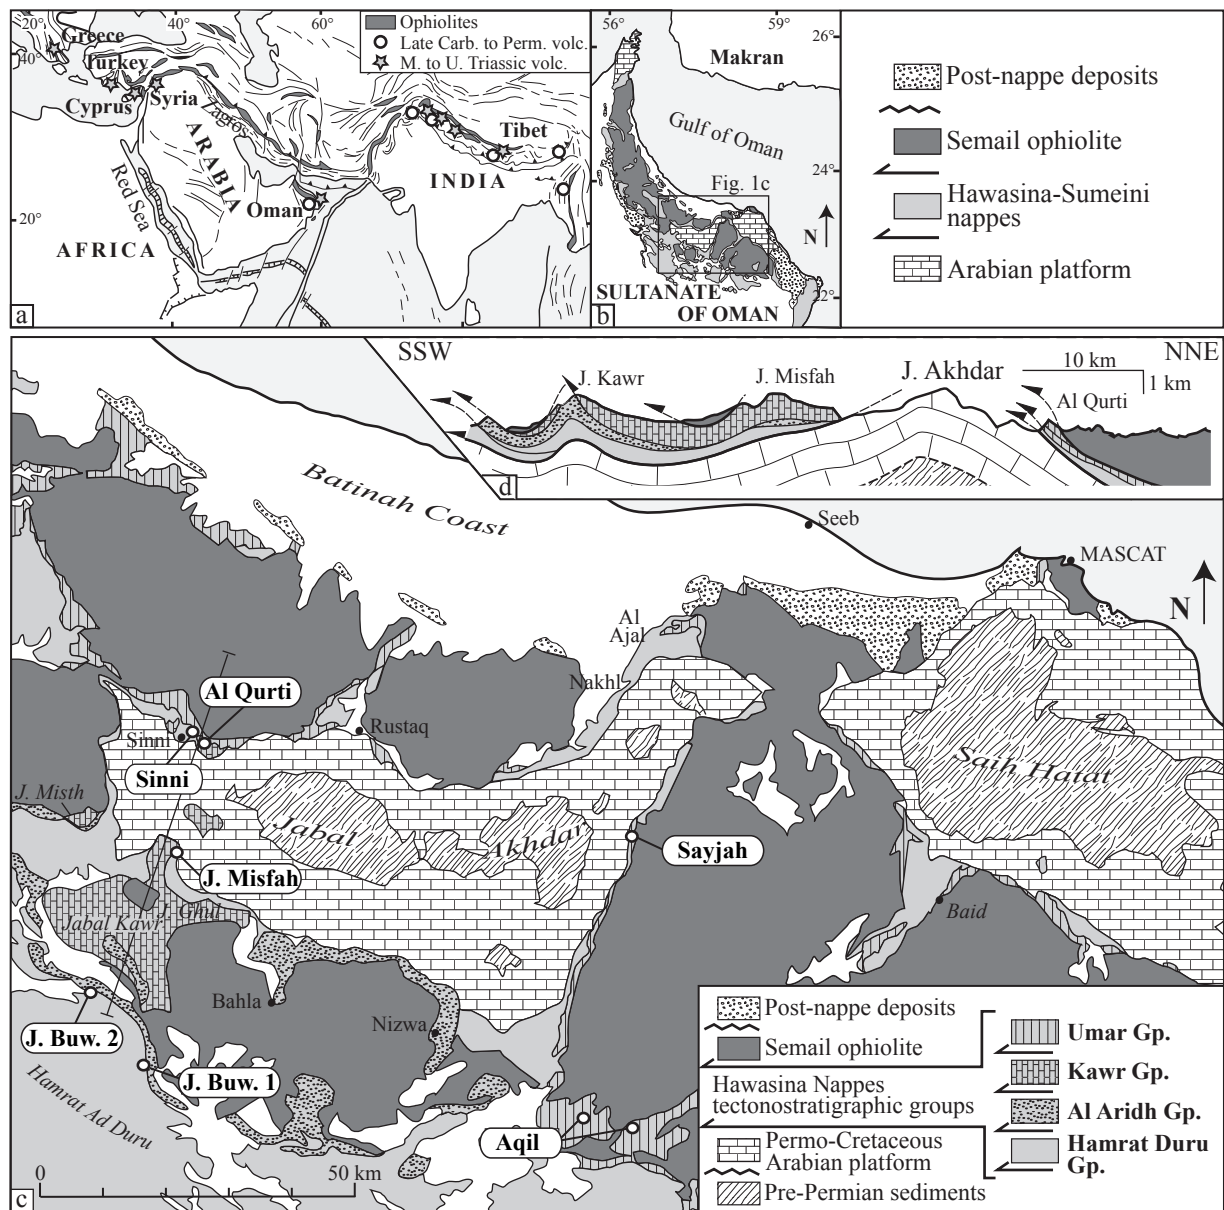 20°
40°
60°
Greece
40°
Turkey
Cyprus
Syria
Zagros
ARABIA
Red Sea
Oman
INDIA
Tibet
20°
AFRICA
Ophiolites
Late Carb. to Perm. volc.
M. to U. Triassic volc.
a
56°
59°
26°
Makran
Gulf of Oman
24°
Fig. 1c
N
22°
SULTANATE
OF OMAN
b
Post-nappe deposits
Semail ophiolite
Hawasina-Sumeini
nappes
Arabian platform
SSW
NNE
J. Kawr
J. Misfah
J. Akhdar
10 km
1 km
Al Qurti
d
Batinah Coast
Seeb
MASCAT
N
Al
Ajal
Nakhl
Al Qurti
Rustaq
Sinni
Sinni
J. Misth
Saih Hatat
Jabal
Akhdar
Sayjah
J. Misfah
J. Ghul
Jabal Kawr
Baid
Bahla
Nizwa
J. Buw. 2
J. Buw. 1
Hamrat Ad Duru
Aqil
0
50 km
c
Post-nappe deposits
Semail ophiolite
Hawasina Nappes
tectonostratigraphic groups
Permo-Cretaceous
Arabian platform
Pre-Permian sediments
Umar Gp.
Kawr Gp.
Al Aridh Gp.
Hamrat Duru
Gp.